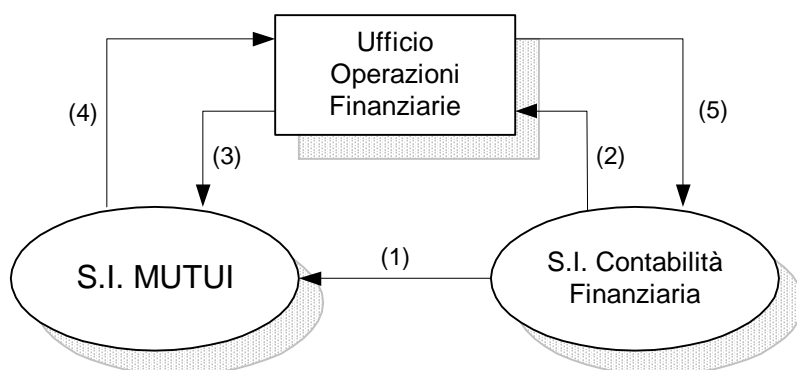 Ufficio
Operazioni
Finanziarie
(4)
(5)
(3)
(2)
(1)
S.I. MUTUI
S.I. Contabilità
Finanziaria